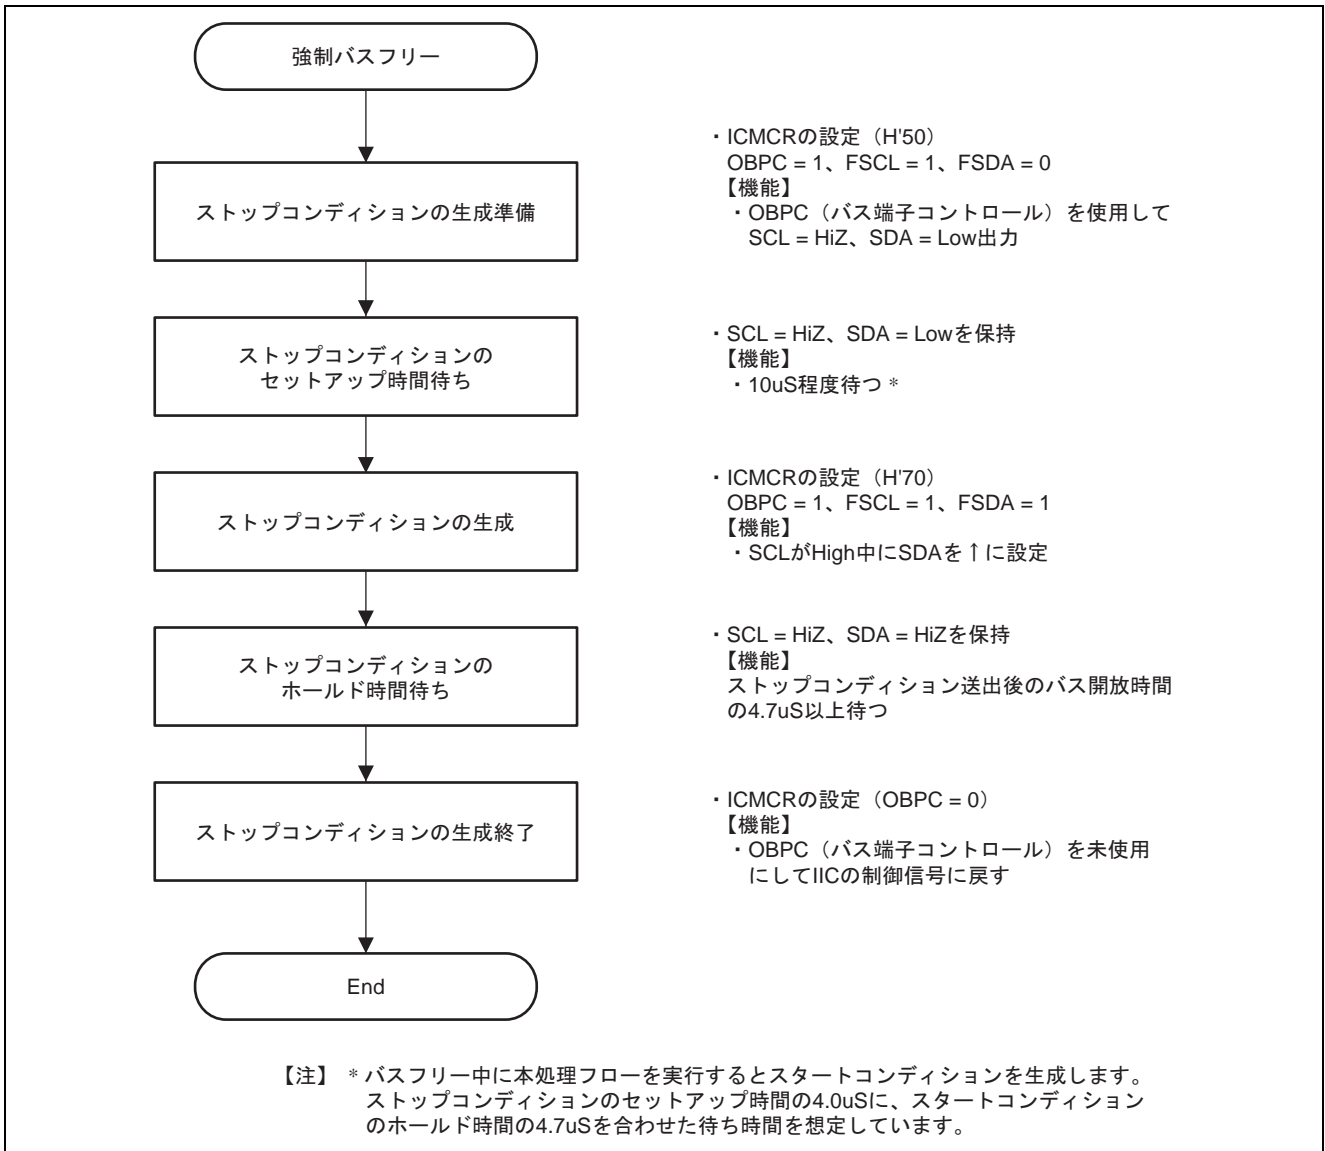 強制バスフリー
ストップコンディションの生成準備
・ICMCRの設定（H'50）
OBPC = 1、FSCL = 1、FSDA = 0
【機能】
・OBPC（バス端子コントロール）を使用して
SCL = HiZ、SDA = Low出力
ストップコンディションの
セットアップ時間待ち
・SCL = HiZ、SDA = Lowを保持
【機能】
・10uS程度待つ *
ストップコンディションの生成
・ICMCRの設定（H'70）
OBPC = 1、FSCL = 1、FSDA = 1
【機能】
・SCLがHigh中にSDAを↑に設定
ストップコンディションの
ホールド時間待ち
・SCL = HiZ、SDA = HiZを保持
【機能】
ストップコンディション送出後のバス開放時間
の4.7uS以上待つ
ストップコンディションの生成終了
・ICMCRの設定（OBPC = 0）
【機能】
・OBPC（バス端子コントロール）を未使用
にしてIICの制御信号に戻す
End
【注】 * バスフリー中に本処理フローを実行するとスタートコンディションを生成します。
ストップコンディションのセットアップ時間の4.0uSに、スタートコンディション
のホールド時間の4.7uSを合わせた待ち時間を想定しています。